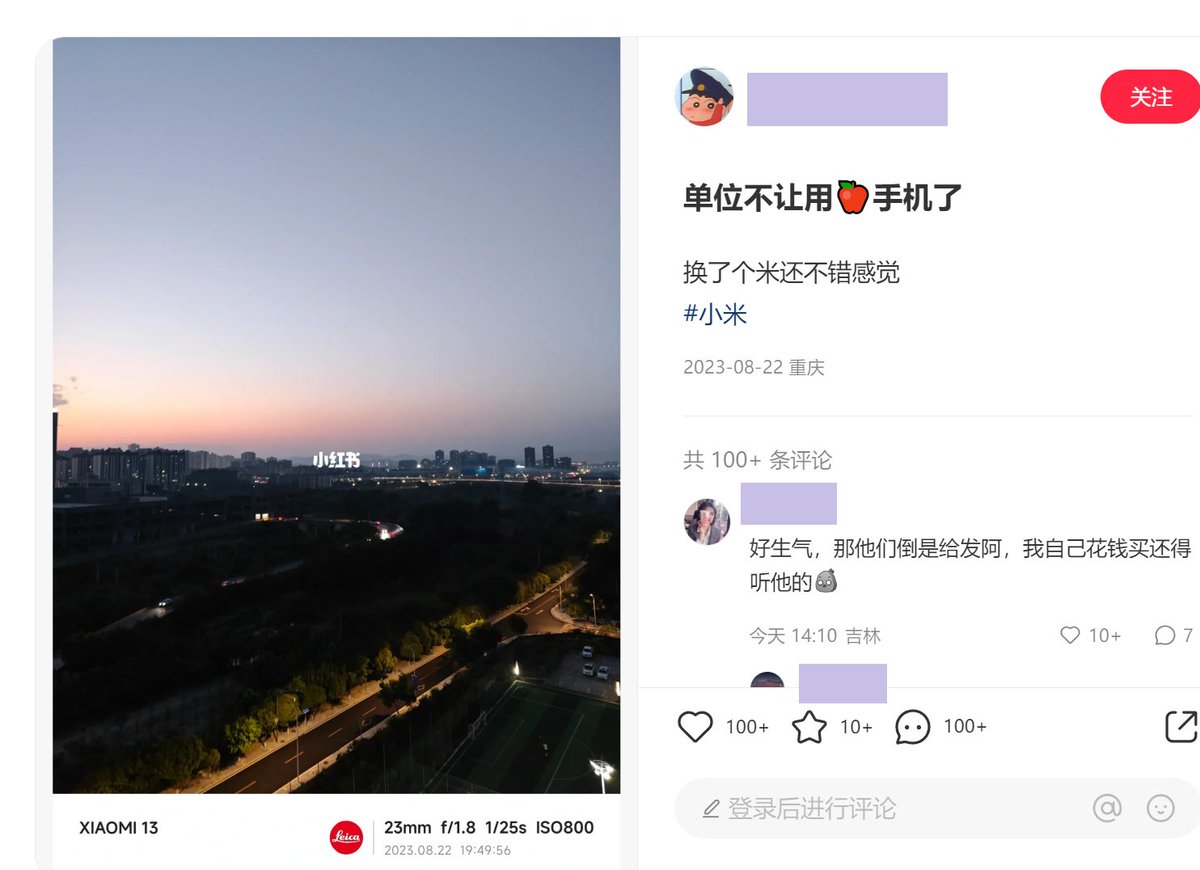 关注
单位不让用🍎手机了
换了个米还不错感觉
#小米
2023-08-22 重庆
共 100+ 条评论
好生气，那他们倒是给发阿，我自己花钱买还得
听他的
今天 14:10 吉林
10+
7
100+
10+
100+
登录后进行评论
小红书
XIAOMI 13
Leica
23mm f/1.8 1/25s ISO800
2023.08.22 19:49:56